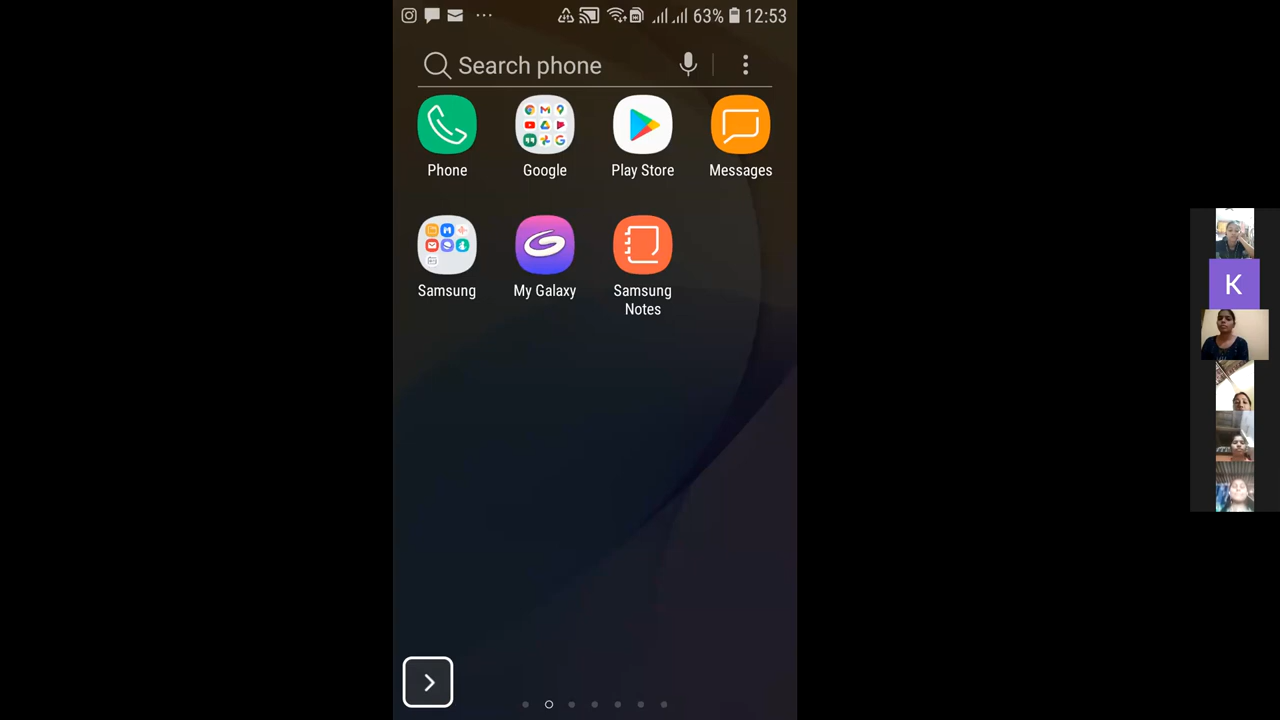 63% 12:53
Search phone
Phone
Google
Play Store
Messages
Samsung
My Galaxy
Samsung
Notes
K